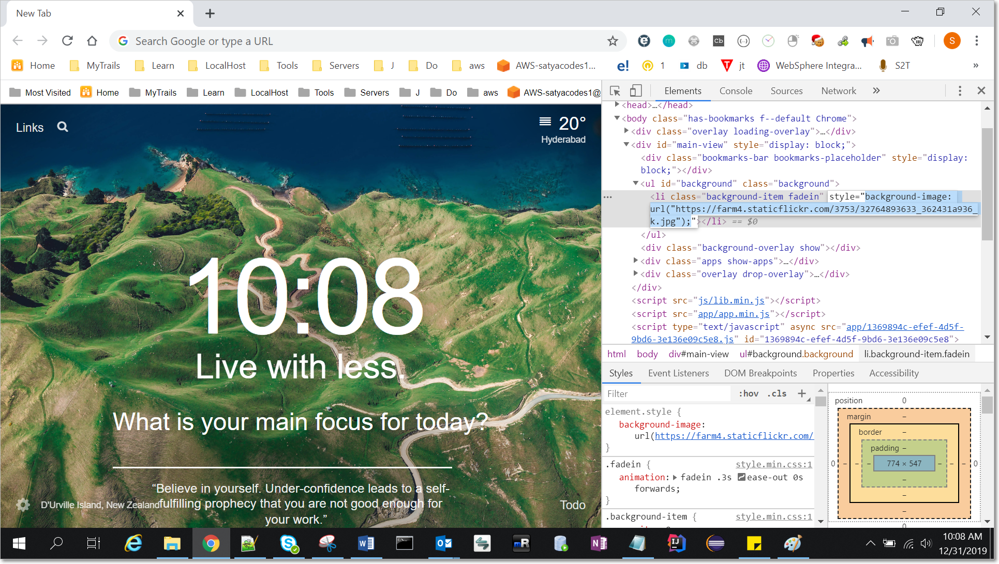 New Tab
Search Google or type a URL
S
Home MyTrails Learn LocalHost Tools Servers J Do aws AWS-satyacodes1... e! 1 db jt WebSphere Integra... S2T »
Most Visited Home MyTrails Learn LocalHost Tools Servers J Do aws AWS-satyacodes1@
Links
20°
Hyderabad
10:08
Live with less.
What is your main focus for today?
“Believe in yourself. Under-confidence leads to a self-
fulfilling prophecy that you are not good enough for
your work.”
D'Urville Island, New Zealand
Todo
Elements Console Sources Network »
<head>…</head>
<body class="has-bookmarks f--default Chrome">
<div class="overlay loading-overlay">…</div>
<div id="main-view" style="display: block;">
<div class="bookmarks-bar bookmarks-placeholder" style="display:
block;"></div>
<ul id="background" class="background">
<li class="background-item fadein" style="background-image:
url("https://farm4.staticflickr.com/3753/32764893633_362431a936_
k.jpg");"></li> == $0
</ul>
<div class="background-overlay show"></div>
<div class="apps show-apps">…</div>
<div class="overlay drop-overlay">…</div>
</div>
<script src="js/lib.min.js"></script>
<script src="app/app.min.js"></script>
<script type="text/javascript" async src="app/1369894c-efef-4d5f-
9bd6-3e136e09c5e8.js" id="1369894c-efef-4d5f-9bd6-3e136e09c5e8">
html body div#main-view ul#background.background li.background-item.fadein
Styles Event Listeners DOM Breakpoints Properties Accessibility
Filter :hov .cls +
element.style {
background-image:
url(https://farm4.staticflickr.com/
}
.fadein { style.min.css:1
animation: fadein .3s ease-out 0s
forwards;
}
.background-item { style.min.css:1
position 0
margin –
border –
padding –
0 – – – 774 × 547 – – – 0
–
–
–
0
10:08 AM
12/31/2019